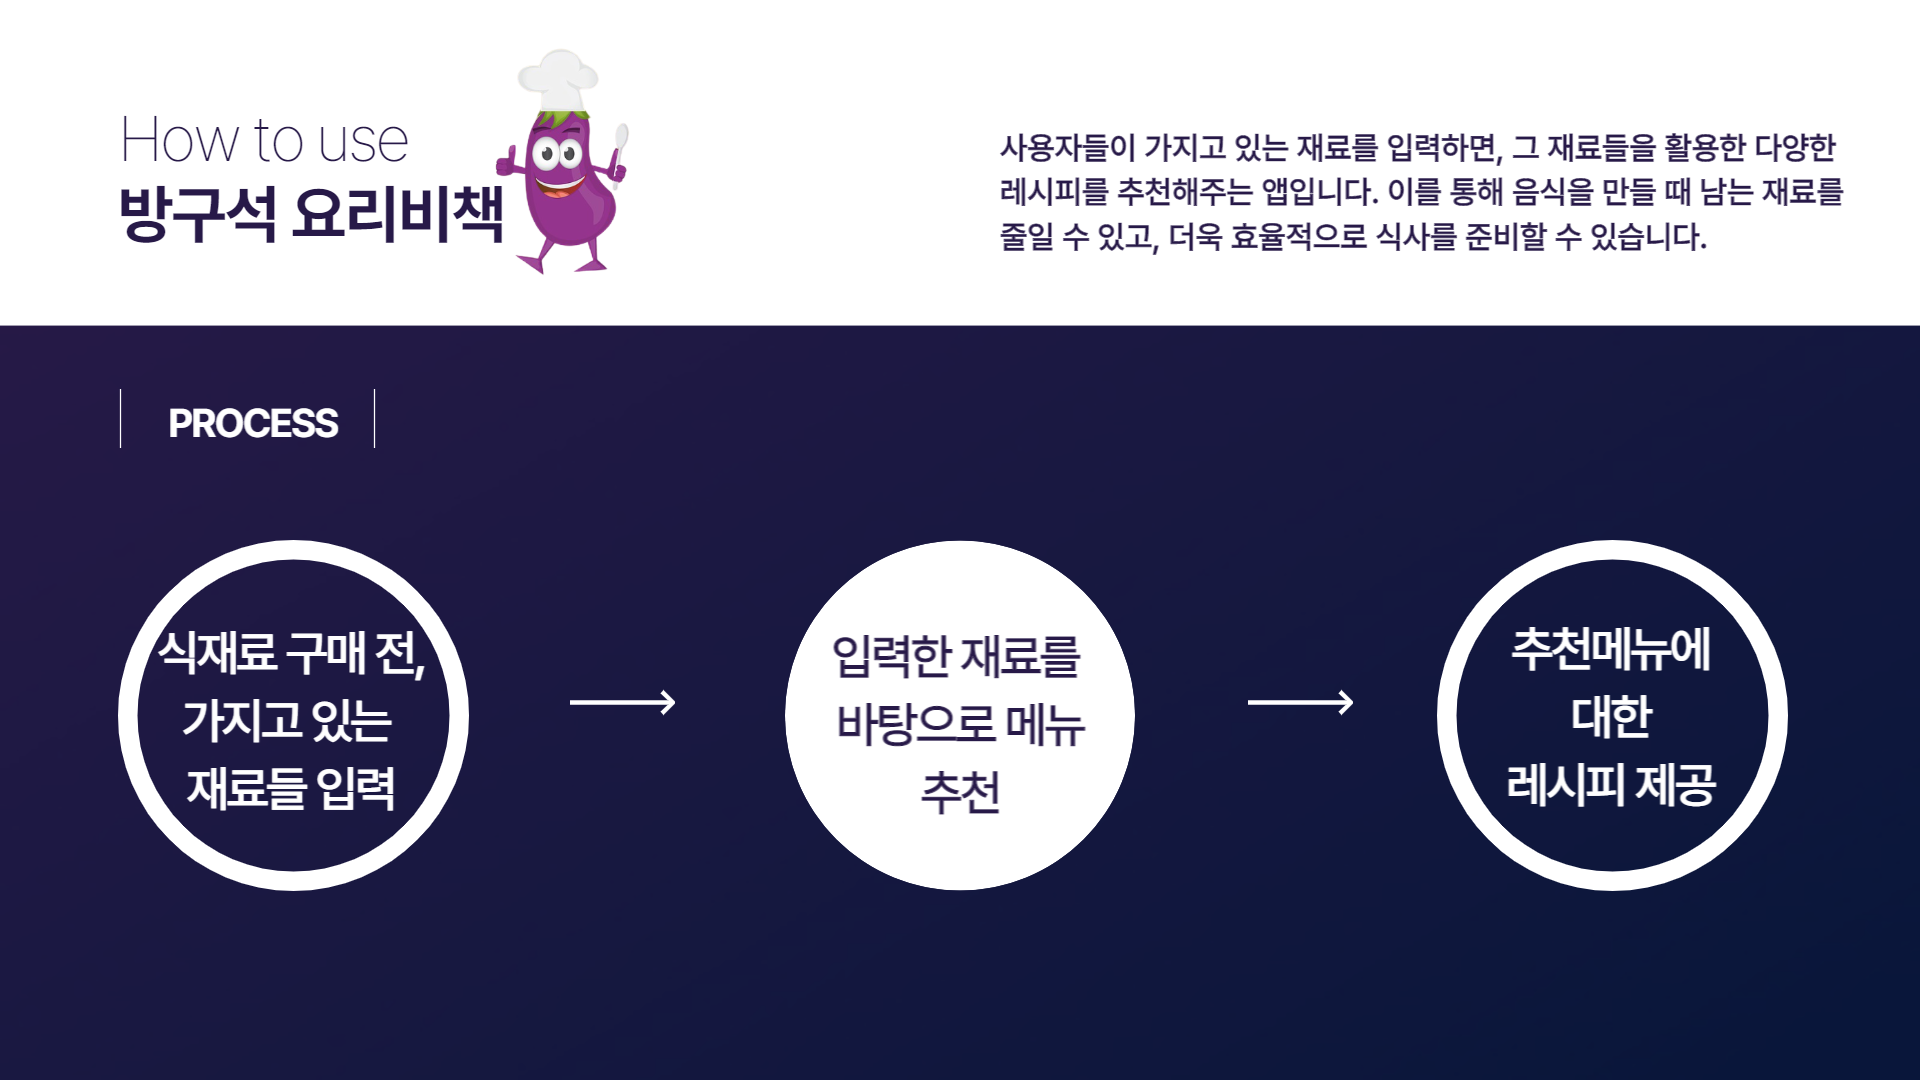 How to use
방구석 요리비책
사용자들이 가지고 있는 재료를 입력하면, 그 재료들을 활용한 다양한
레시피를 추천해주는 앱입니다. 이를 통해 음식을 만들 때 남는 재료를
줄일 수 있고, 더욱 효율적으로 식사를 준비할 수 있습니다.
PROCESS
식재료 구매 전,
가지고 있는
재료들 입력
입력한 재료를
바탕으로 메뉴
추천
추천메뉴에
대한
레시피 제공